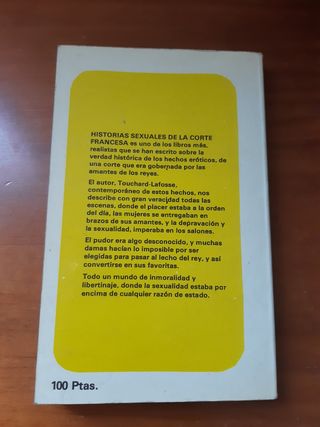 HISTORIAS SEXUALES DE LA CORTE
FRANCESA es uno de los libros más,
realistas que se han escrito sobre la
verdad histórica de los hechos eróticos, de
una corte que era gobernada por las
amantes de los reyes.
El autor, Touchard-Lafosse,
contemporáneo de estos hechos, nos
describe con gran veracidad todas las
escenas, donde el placer estaba a la orden
del día, las mujeres se entregaban en
brazos de sus amantes, y la depravación y
la sexualidad, imperaba en los salones.
El pudor era algo desconocido, y muchas
damas hacían lo imposible por ser
elegidas para pasar al lecho del rey, y así
convertirse en sus favoritas.
Todo un mundo de inmoralidad y
libertinaje, donde la sexualidad estaba por
encima de cualquier razón de estado.
100 Ptas.